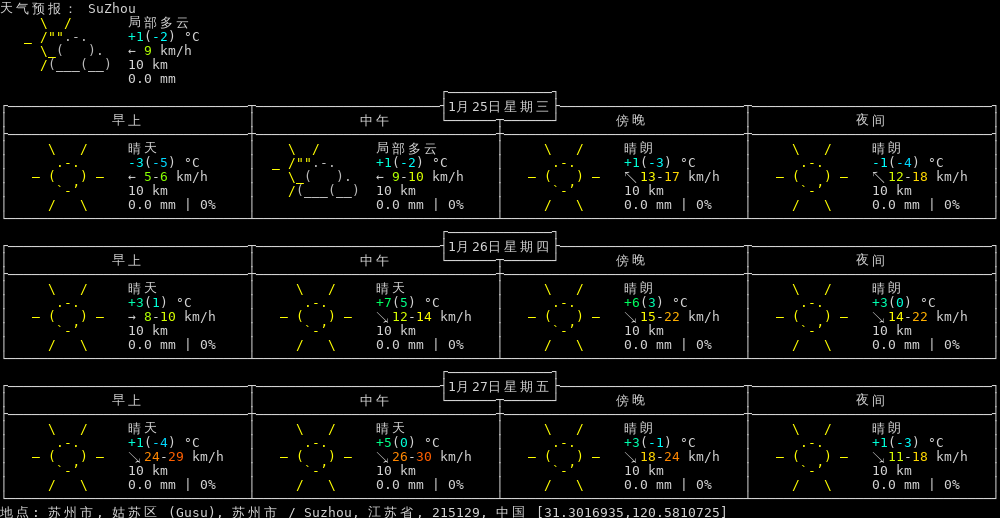 天气预报： SuZhou
局部多云
+1(-2) °C
← 9 km/h
10 km
0.0 mm
1月25日星期三
早上 中午 傍晚 夜间
晴天 局部多云 晴朗 晴朗
-3(-5) °C +1(-2) °C +1(-3) °C -1(-4) °C
← 5-6 km/h ← 9-10 km/h ↖ 13-17 km/h ↖ 12-18 km/h
10 km 10 km 10 km 10 km
0.0 mm | 0% 0.0 mm | 0% 0.0 mm | 0% 0.0 mm | 0%
1月26日星期四
早上 中午 傍晚 夜间
晴天 晴天 晴朗 晴朗
+3(1) °C +7(5) °C +6(3) °C +3(0) °C
→ 8-10 km/h ↘ 12-14 km/h ↘ 15-22 km/h ↘ 14-22 km/h
10 km 10 km 10 km 10 km
0.0 mm | 0% 0.0 mm | 0% 0.0 mm | 0% 0.0 mm | 0%
1月27日星期五
早上 中午 傍晚 夜间
晴天 晴天 晴朗 晴朗
+1(-4) °C +5(0) °C +3(-1) °C +1(-3) °C
↘ 24-29 km/h ↘ 26-30 km/h ↘ 18-24 km/h ↘ 11-18 km/h
10 km 10 km 10 km 10 km
0.0 mm | 0% 0.0 mm | 0% 0.0 mm | 0% 0.0 mm | 0%
地点: 苏州市, 姑苏区 (Gusu), 苏州市 / Suzhou, 江苏省, 215129, 中国 [31.3016935,120.5810725]